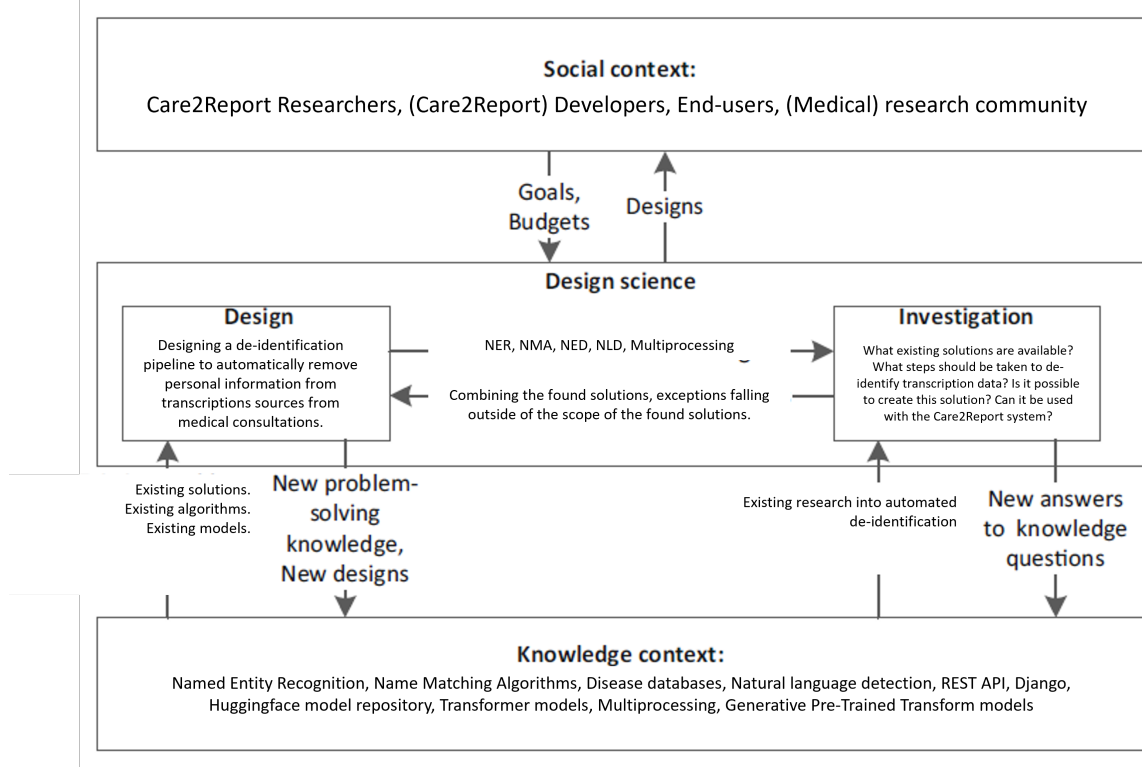 Social context:
Care2Report Researchers, (Care2Report) Developers, End-users, (Medical) research community
Goals,
Budgets
Designs
Design science
Design
Designing a de-identification
pipeline to automatically remove
personal information from
transcriptions sources from
medical consultations.
NER, NMA, NED, NLD, Multiprocessing
Combining the found solutions, exceptions falling
outside of the scope of the found solutions.
Investigation
What existing solutions are available?
What steps should be taken to de-
identify transcription data? Is it possible
to create this solution? Can it be used
with the Care2Report system?
Existing solutions.
Existing algorithms.
Existing models.
New problem-
solving
knowledge,
New designs
Existing research into automated
de-identification
New answers
to knowledge
questions
Knowledge context:
Named Entity Recognition, Name Matching Algorithms, Disease databases, Natural language detection, REST API, Django,
Huggingface model repository, Transformer models, Multiprocessing, Generative Pre-Trained Transform models